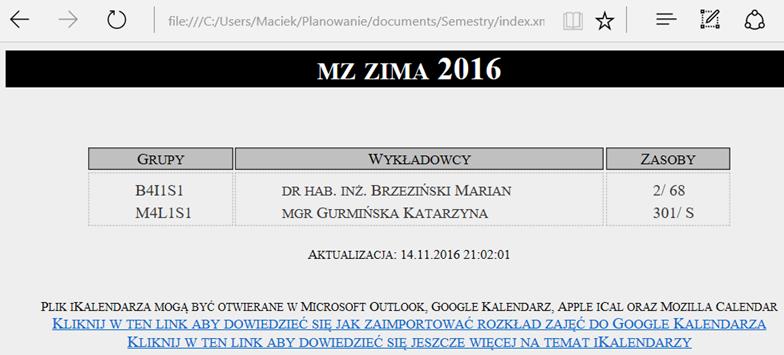 file:///C:/Users/Maciek/Planowanie/documents/Semestry/index.xm
MZ ZIMA 2016
GRUPY WYKŁADOWCY ZASOBY
B4I1S1 DR HAB. INŻ. BRZEZIŃSKI MARIAN 2/ 68
M4L1S1 MGR GURMIŃSKA KATARZYNA 301/ S
AKTUALIZACJA: 14.11.2016 21:02:01
PLIK IKALENDARZA MOGĄ BYĆ OTWIERANE W MICROSOFT OUTLOOK, GOOGLE KALENDARZ, APPLE ICAL ORAZ MOZILLA CALENDAR
KLIKNIJ W TEN LINK ABY DOWIEDZIEĆ SIĘ JAK ZAIMPORTOWAĆ ROZKŁAD ZAJĘĆ DO GOOGLE KALENDARZA
KLIKNIJ W TEN LINK ABY DOWIEDZIEĆ SIĘ JESZCZE WIĘCEJ NA TEMAT IKALENDARZY